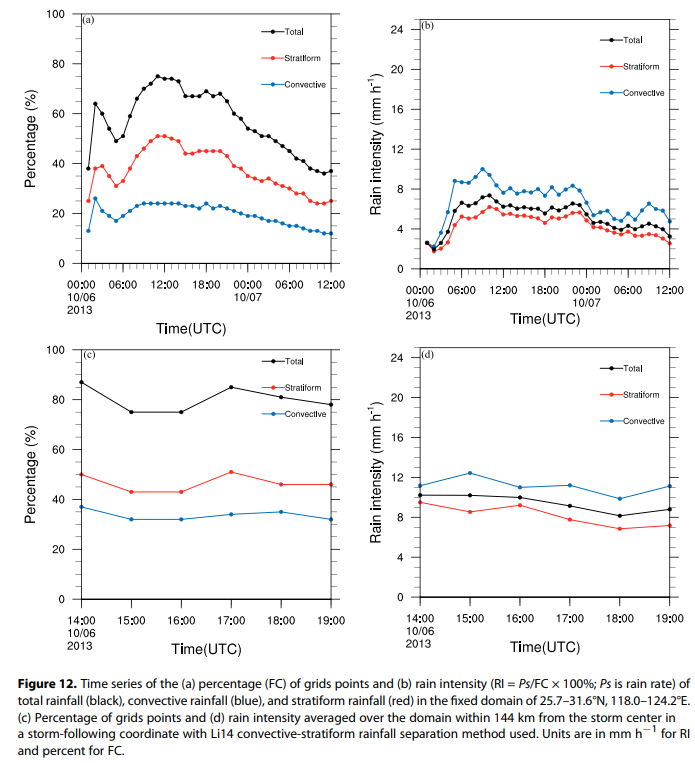 (a)
100
80
60
40
20
0
Percentage (%)
Total
Stratiform
Convective
00:00 06:00 12:00 18:00 00:00 06:00 12:00
10/06 10/07
2013
Time(UTC)
(b)
24
20
16
12
8
4
0
Rain intensity (mm h-1)
Total
Stratiform
Convective
00:00 06:00 12:00 18:00 00:00 06:00 12:00
10/06 10/07
2013
Time(UTC)
(c)
100
80
60
40
20
0
Percentage (%)
Total
Stratiform
Convective
14:00 15:00 16:00 17:00 18:00 19:00
10/06
2013
Time(UTC)
(d)
24
20
16
12
8
4
0
Rain intensity (mm h-1)
Total
Stratiform
Convective
14:00 15:00 16:00 17:00 18:00 19:00
10/06
2013
Time(UTC)
Figure 12. Time series of the (a) percentage (FC) of grids points and (b) rain intensity (RI = Ps/FC × 100%; Ps is rain rate) of
total rainfall (black), convective rainfall (blue), and stratiform rainfall (red) in the fixed domain of 25.7–31.6°N, 118.0–124.2°E.
(c) Percentage of grids points and (d) rain intensity averaged over the domain within 144 km from the storm center in
a storm-following coordinate with Li14 convective-stratiform rainfall separation method used. Units are in mm h−1 for RI
and percent for FC.